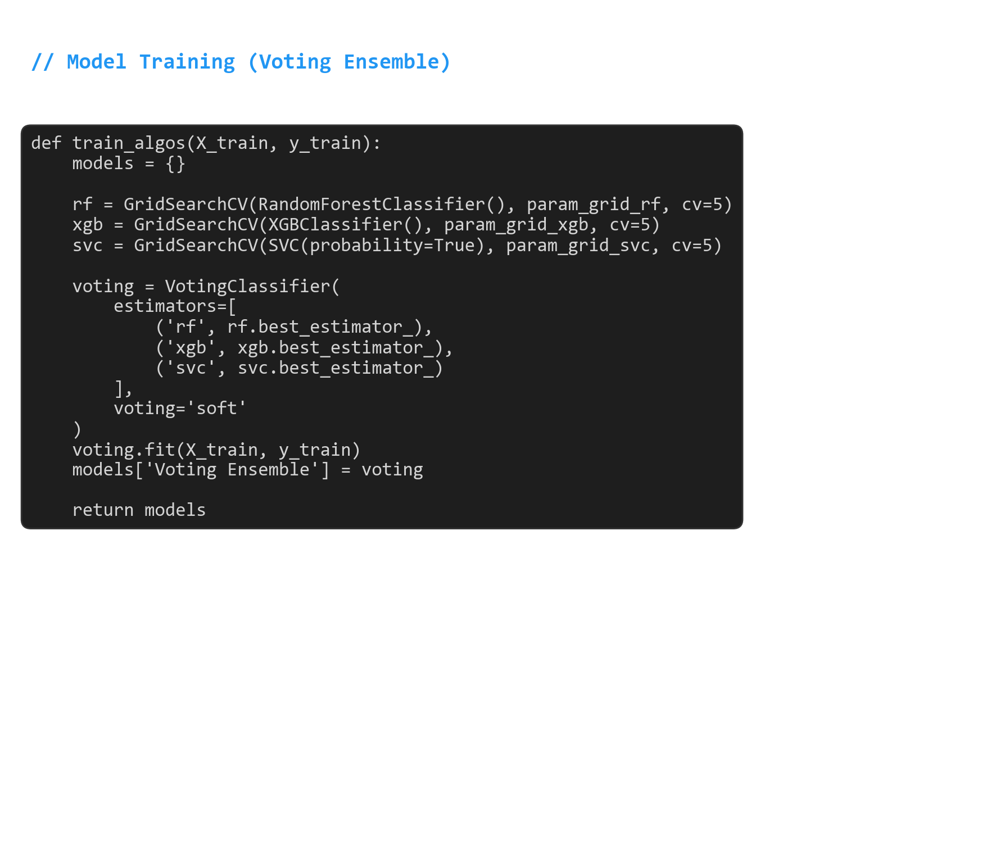 // Model Training (Voting Ensemble)
def train_algos(X_train, y_train):
    models = {}
    rf = GridSearchCV(RandomForestClassifier(), param_grid_rf, cv=5)
    xgb = GridSearchCV(XGBClassifier(), param_grid_xgb, cv=5)
    svc = GridSearchCV(SVC(probability=True), param_grid_svc, cv=5)
    voting = VotingClassifier(
        estimators=[
            ('rf', rf.best_estimator_),
            ('xgb', xgb.best_estimator_),
            ('svc', svc.best_estimator_)
        ],
        voting='soft'
    )
    voting.fit(X_train, y_train)
    models['Voting Ensemble'] = voting
    return models